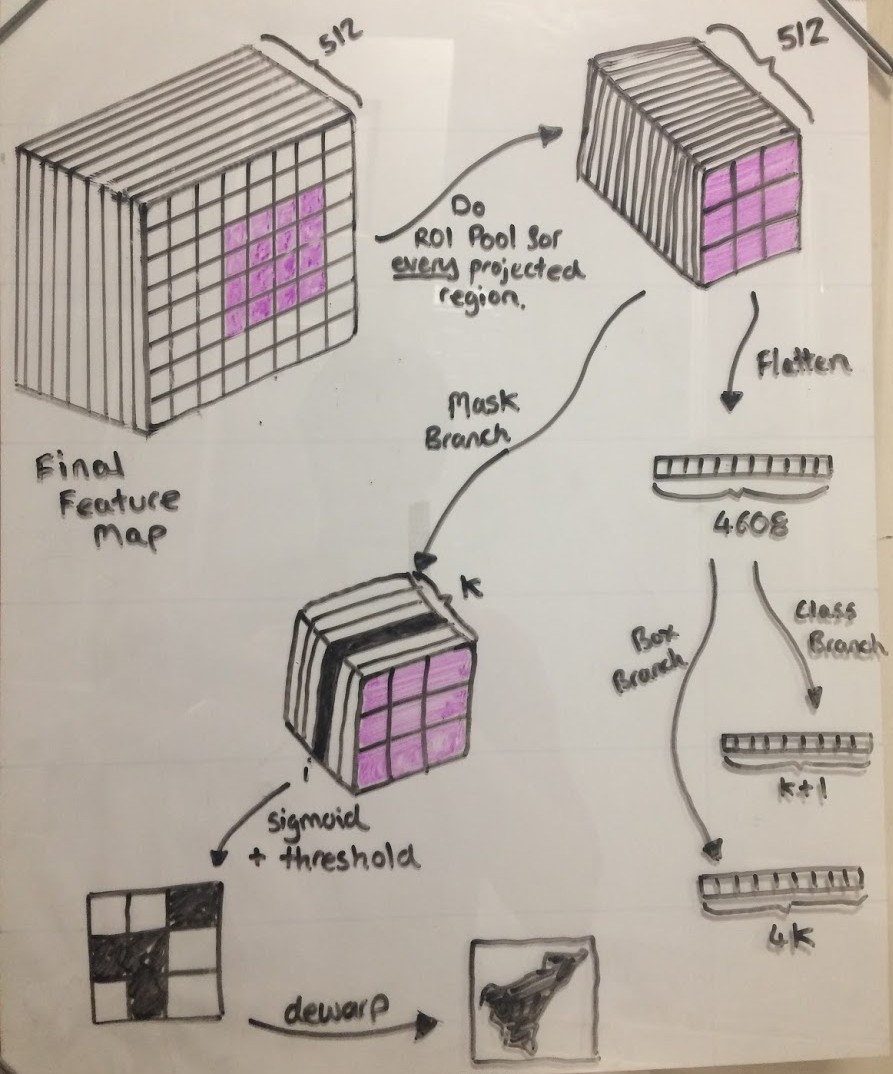 512
512
Do
ROI Pool for
every projected
region.
Flatten
Mask
Branch
Final
Feature
Map
4608
K
Class
Branch
Box
Branch
k+1
i
sigmoid
+ threshold
4K
dewarp